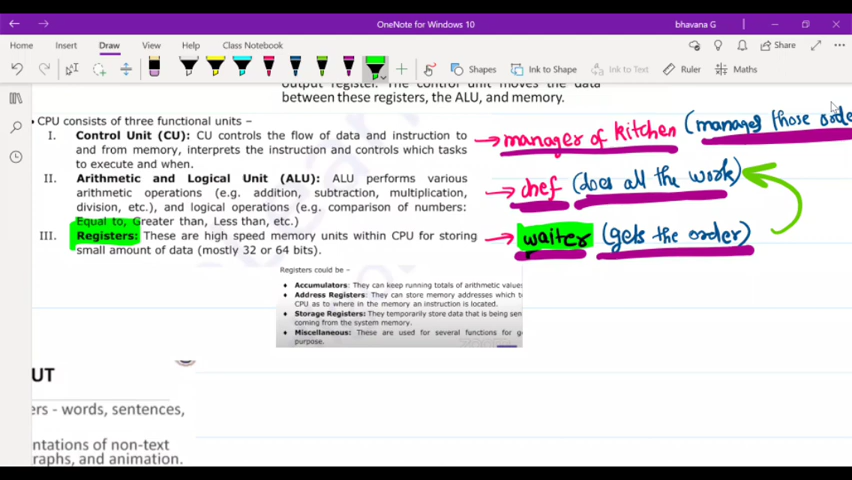 OneNote for Windows 10
bhavana G
Home Insert Draw View Help Class Notebook
Share
Shapes Ink to Shape Ink to Text Ruler Maths
output register. The control unit moves the data
between these registers, the ALU, and memory.
• CPU consists of three functional units –
I. Control Unit (CU): CU controls the flow of data and instruction to
and from memory, interprets the instruction and controls which tasks
to execute and when.
→ manager of kitchen (manages those orde
II. Arithmetic and Logical Unit (ALU): ALU performs various
arithmetic operations (e.g. addition, subtraction, multiplication,
division, etc.), and logical operations (e.g. comparison of numbers:
Equal to, Greater than, Less than, etc.)
→ chef (does all the work)
III. Registers: These are high speed memory units within CPU for storing
small amount of data (mostly 32 or 64 bits).
→ waiter (gets the order)
Registers could be –
♦ Accumulators: They can keep running totals of arithmetic values
♦ Address Registers: They can store memory addresses which t
CPU as to where in the memory an instruction is located.
♦ Storage Registers: They temporarily store data that is being sen
coming from the system memory.
♦ Miscellaneous: These are used for several functions for g
purpose.
UT
ers - words, sentences,
entations of non-text
raphs, and animation.